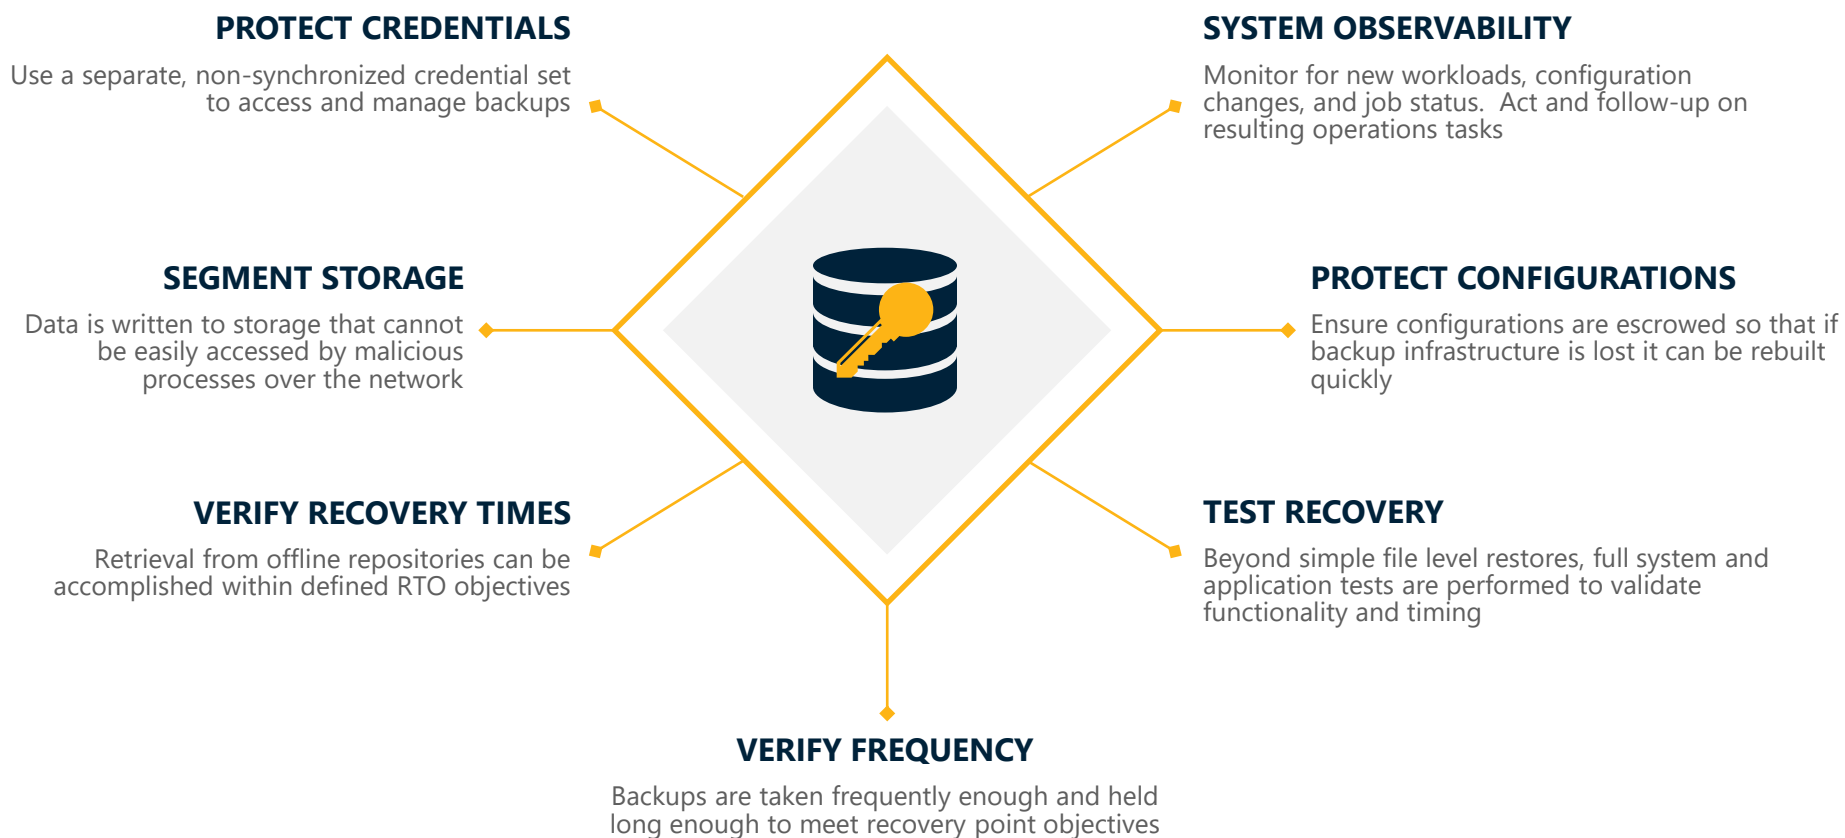 PROTECT CREDENTIALS
Use a separate, non-synchronized credential set
to access and manage backups
SYSTEM OBSERVABILITY
Monitor for new workloads, configuration
changes, and job status.  Act and follow-up on
resulting operations tasks
SEGMENT STORAGE
Data is written to storage that cannot
be easily accessed by malicious
processes over the network
PROTECT CONFIGURATIONS
Ensure configurations are escrowed so that if
backup infrastructure is lost it can be rebuilt
quickly
VERIFY RECOVERY TIMES
Retrieval from offline repositories can be
accomplished within defined RTO objectives
TEST RECOVERY
Beyond simple file level restores, full system and
application tests are performed to validate
functionality and timing
VERIFY FREQUENCY
Backups are taken frequently enough and held
long enough to meet recovery point objectives